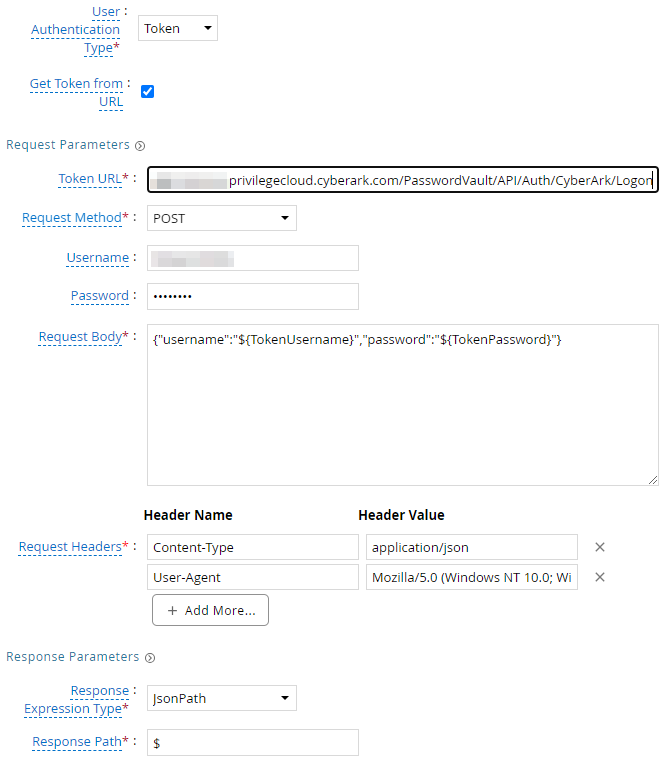 User :
Authentication
Type*
Token
Get Token from :
URL
Request Parameters
Token URL* :
privilegecloud.cyberark.com/PasswordVault/API/Auth/CyberArk/Logon
Request Method* :
POST
Username :
Password :
••••••••
Request Body* :
{"username":"${TokenUsername}","password":"${TokenPassword}"}
Header Name Header Value
Request Headers* :
Content-Type application/json
User-Agent Mozilla/5.0 (Windows NT 10.0; Wi
+ Add More...
Response Parameters
Response :
Expression Type*
JsonPath
Response Path* :
$